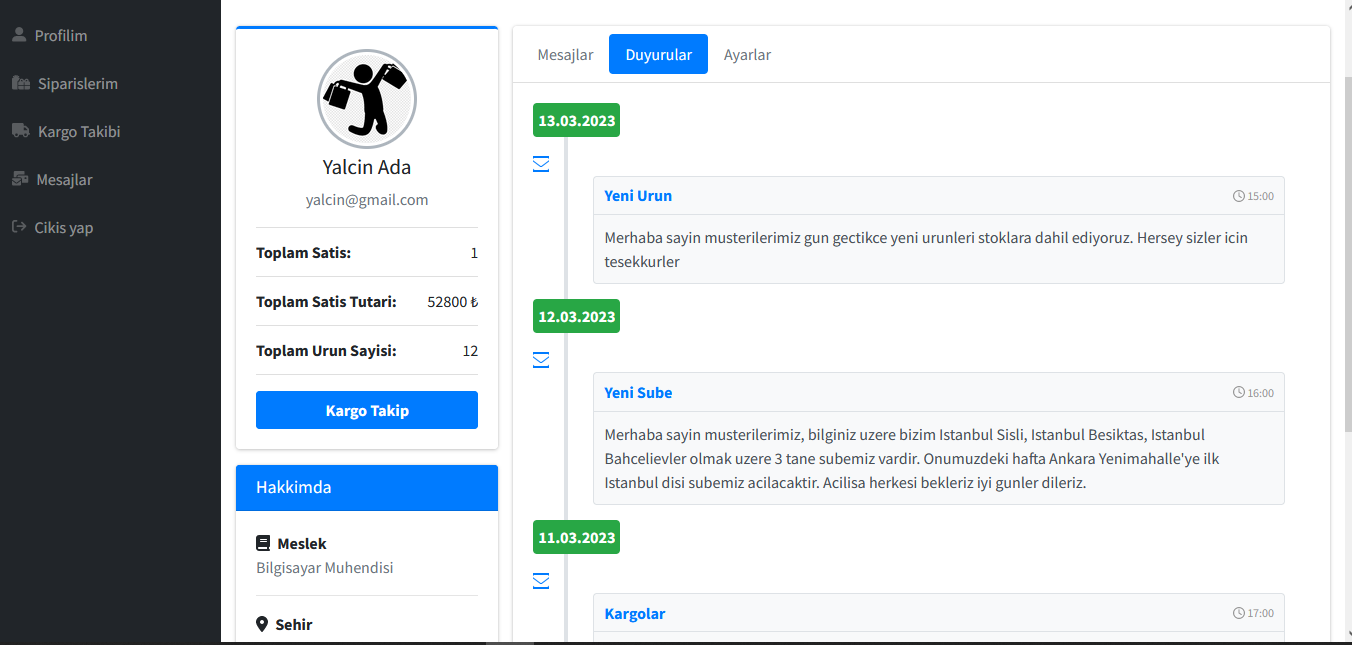 Profilim
Siparislerim
Kargo Takibi
Mesajlar
Cikis yap
Yalcin Ada
yalcin@gmail.com
Toplam Satis: 1
Toplam Satis Tutari: 52800 ₺
Toplam Urun Sayisi: 12
Kargo Takip
Hakkimda
Meslek
Bilgisayar Muhendisi
Sehir
Mesajlar Duyurular Ayarlar
13.03.2023
Yeni Urun 15:00
Merhaba sayin musterilerimiz gun gectikce yeni urunleri stoklara dahil ediyoruz. Hersey sizler icin
tesekkurler
12.03.2023
Yeni Sube 16:00
Merhaba sayin musterilerimiz, bilginiz uzere bizim Istanbul Sisli, Istanbul Besiktas, Istanbul
Bahcelievler olmak uzere 3 tane subemiz vardir. Onumuzdeki hafta Ankara Yenimahalle'ye ilk
Istanbul disi subemiz acilacaktir. Acilisa herkesi bekleriz iyi gunler dileriz.
11.03.2023
Kargolar 17:00